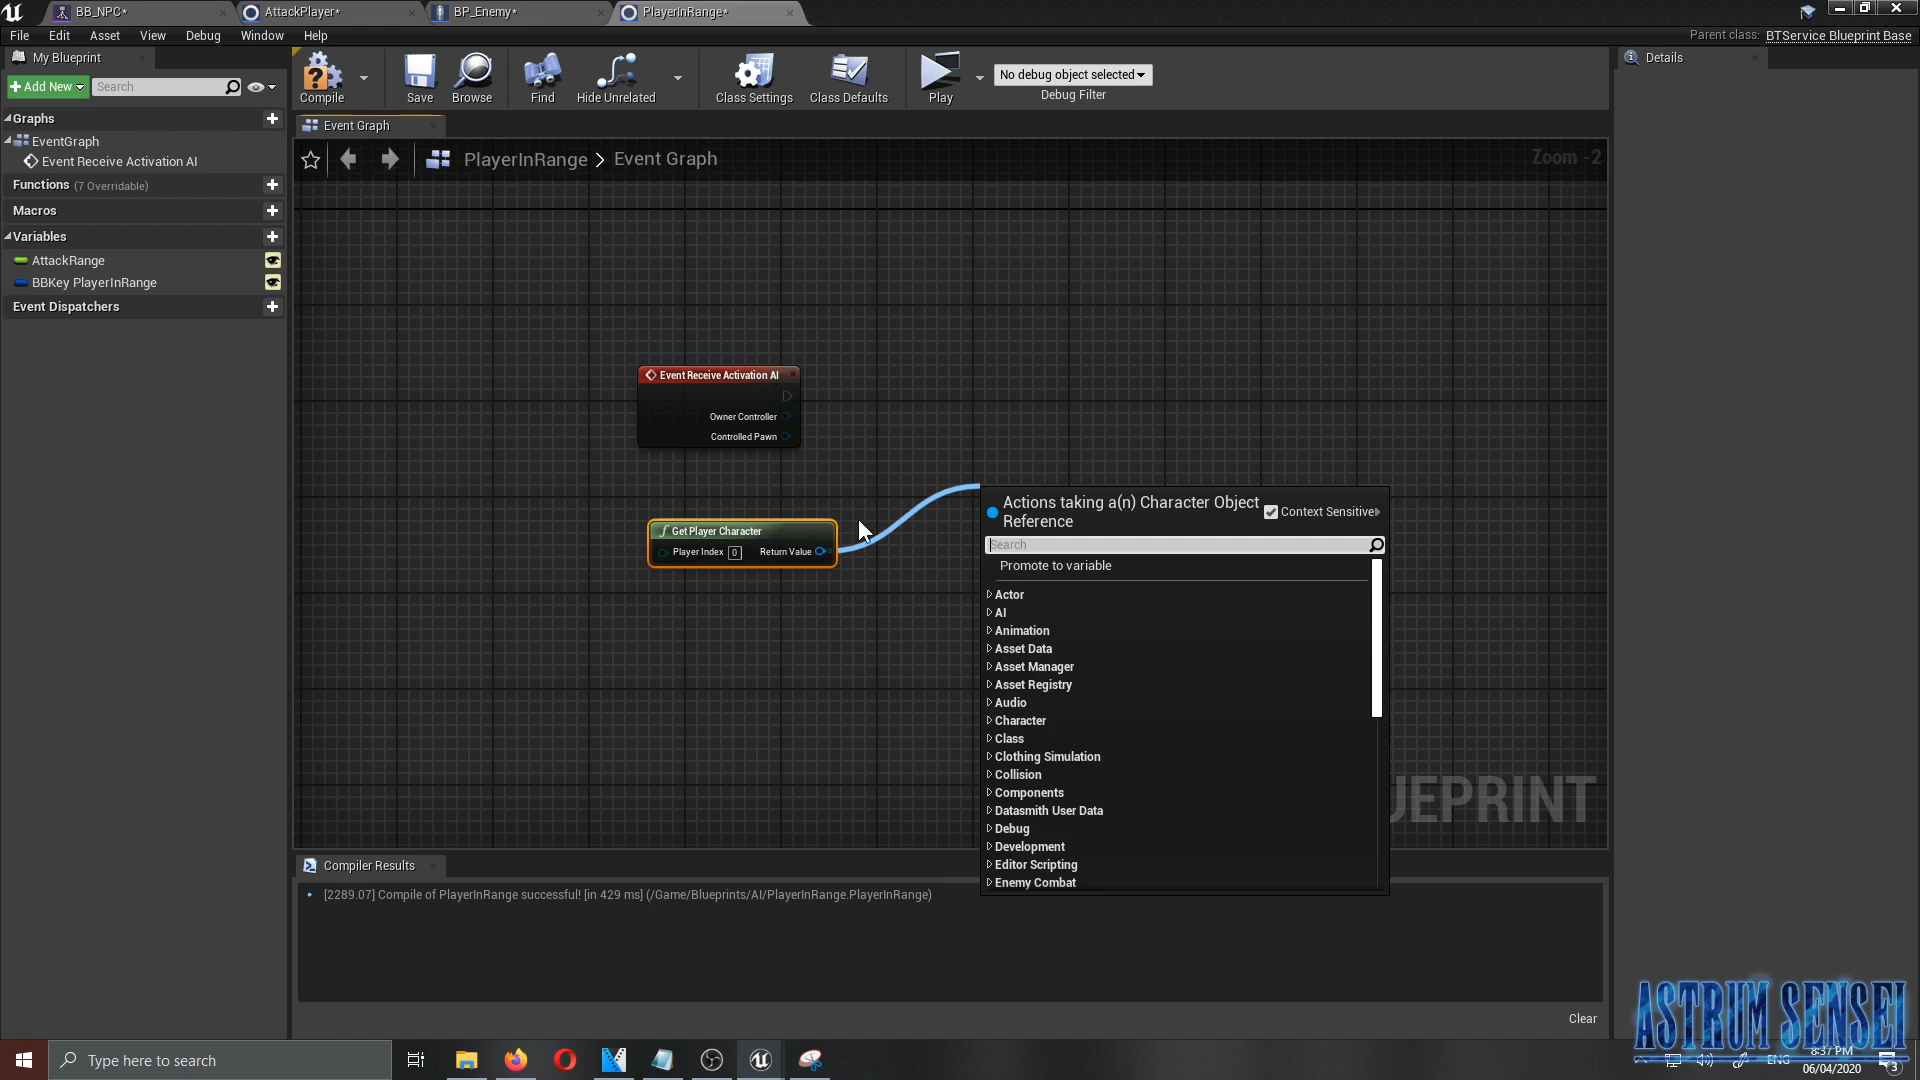 BB_NPC*
AttackPlayer*
BP_Enemy*
PlayerInRange*
File Edit Asset View Debug Window Help
Parent class: BTService Blueprint Base
My Blueprint
Details
Add New
Search
Compile
Save
Browse
Find
Hide Unrelated
Class Settings
Class Defaults
Play
No debug object selected
Debug Filter
Graphs
EventGraph
Event Receive Activation AI
Functions (7 Overridable)
Macros
Variables
AttackRange
BBKey PlayerInRange
Event Dispatchers
Event Graph
PlayerInRange > Event Graph
Zoom -2
Event Receive Activation AI
Owner Controller
Controlled Pawn
Get Player Character
Player Index 0 Return Value
Actions taking a(n) Character Object
Reference
Context Sensitive
Search
Promote to variable
Actor
AI
Animation
Asset Data
Asset Manager
Asset Registry
Audio
Character
Class
Clothing Simulation
Collision
Components
Datasmith User Data
Debug
Development
Editor Scripting
Enemy Combat
UEPRINT
Compiler Results
[2289.07] Compile of PlayerInRange successful! [in 429 ms] (/Game/Blueprints/AI/PlayerInRange.PlayerInRange)
Clear
ASTRUM SENSEI
Type here to search
ENG
8:37 PM
06/04/2020
3